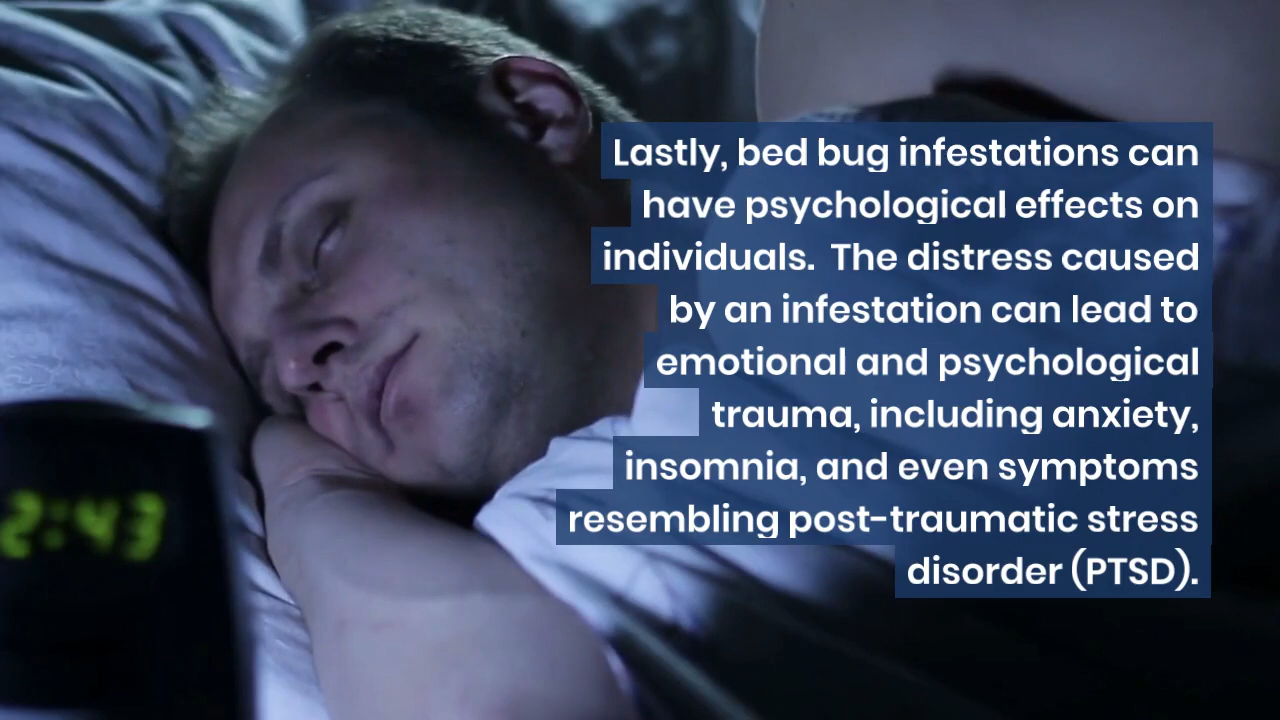 Lastly, bed bug infestations can
have psychological effects on
individuals.  The distress caused
by an infestation can lead to
emotional and psychological
trauma, including anxiety,
insomnia, and even symptoms
resembling post-traumatic stress
disorder (PTSD).
2:43